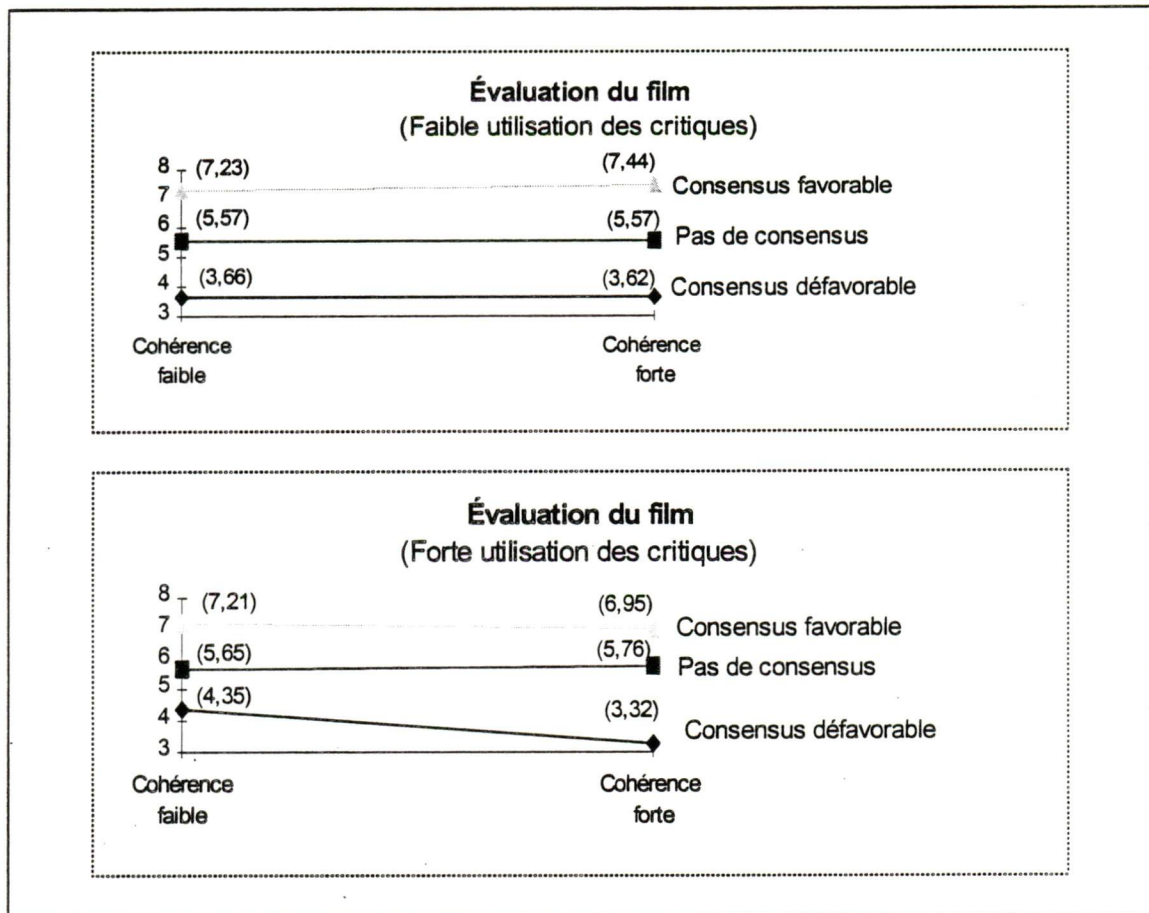 Évaluation du film
(Faible utilisation des critiques)
8 (7,23) (7,44)
7 Consensus favorable
6 (5,57) (5,57)
5 Pas de consensus
4 (3,66) (3,62) Consensus défavorable
3
Cohérence Cohérence
faible forte
Évaluation du film
(Forte utilisation des critiques)
8 (7,21) (6,95)
7 Consensus favorable
6 (5,65) (5,76) Pas de consensus
5 (4,35)
4 (3,32) Consensus défavorable
3
Cohérence Cohérence
faible forte